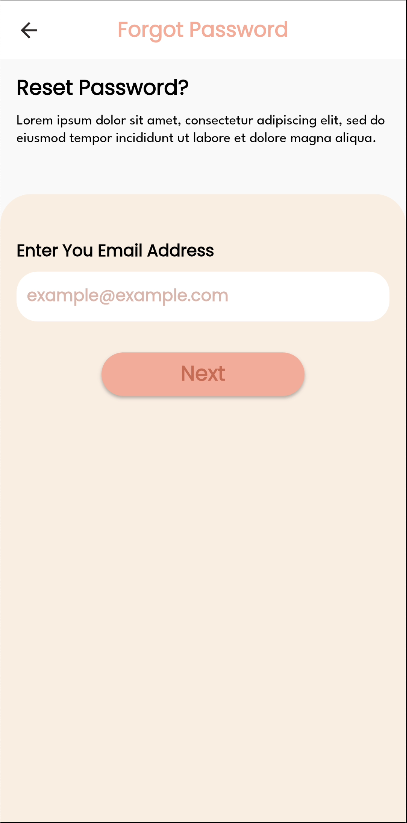 Forgot Password
Reset Password?
Lorem ipsum dolor sit amet, consectetur adipiscing elit, sed do
eiusmod tempor incididunt ut labore et dolore magna aliqua.
Enter You Email Address
example@example.com
Next